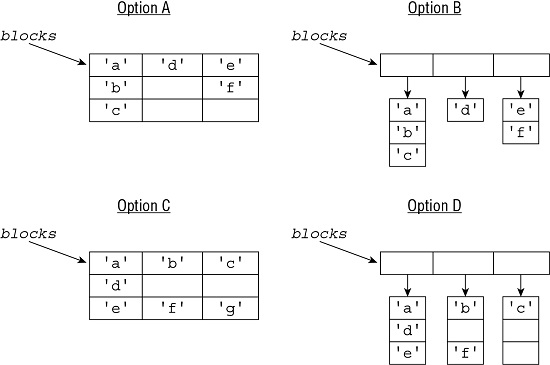 Option A
blocks
'a' 'd' 'e'
'b' 'f'
'c'
Option B
blocks
'a' 'd' 'e'
'b' 'f'
'c'
Option C
blocks
'a' 'b' 'c'
'd'
'e' 'f' 'g'
Option D
blocks
'a' 'b' 'c'
'd'
'e' 'f'